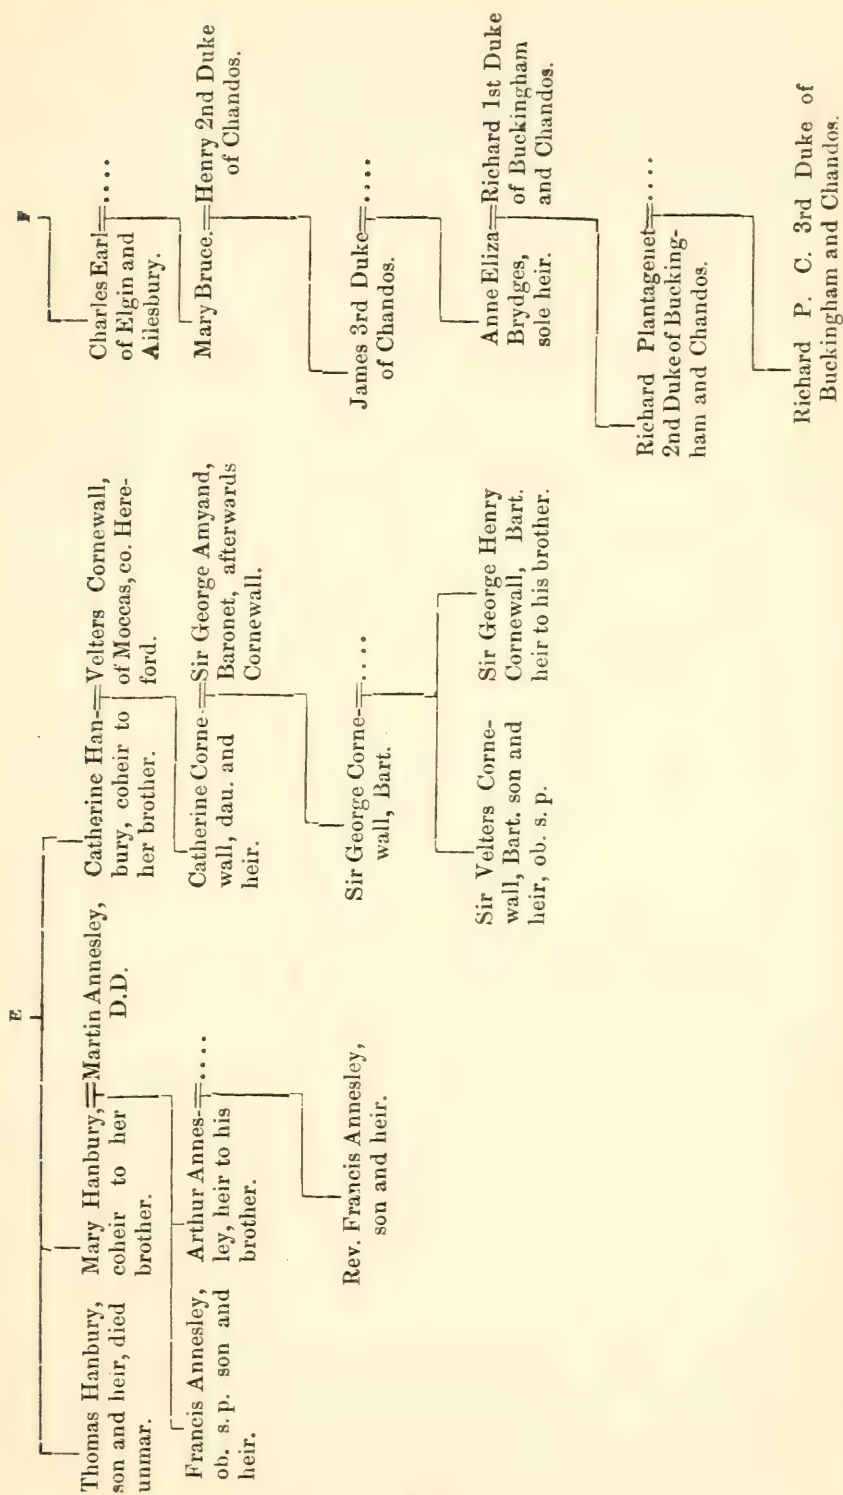 E
Thomas Hanbury,
son and heir, died
unmar.
Mary Hanbury,=Martin Annesley,
coheir to her
brother.
D.D.
Catherine Han-=Velters Cornewall,
bury, coheir to
her brother.
of Moccas, co. Here-
ford.
Francis Annesley,
ob. s. p. son and
heir.
Arthur Annes-=....
ley, heir to his
brother.
Catherine Corne-=Sir George Amyand,
wall, dau. and
heir.
Baronet, afterwards
Cornewall.
Rev. Francis Annesley,
son and heir.
Sir George Corne-=....
wall, Bart.
Sir Velters Corne-
wall, Bart. son and
heir, ob. s. p.
Sir George Henry
Cornewall, Bart.
heir to his brother.
F
Charles Earl=....
of Elgin and
Ailesbury.
Mary Bruce.=Henry 2nd Duke
of Chandos.
James 3rd Duke=....
of Chandos.
Anne Eliza=Richard 1st Duke
Brydges,
sole heir.
of Buckingham
and Chandos.
Richard Plantagenet=....
2nd Duke of Bucking-
ham and Chandos.
Richard P. C. 3rd Duke of
Buckingham and Chandos.